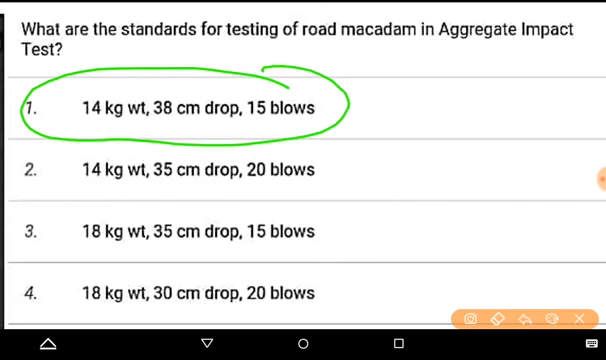 What are the standards for testing of road macadam in Aggregate Impact
Test?
1. 14 kg wt, 38 cm drop, 15 blows
2. 14 kg wt, 35 cm drop, 20 blows
3. 18 kg wt, 35 cm drop, 15 blows
4. 18 kg wt, 30 cm drop, 20 blows